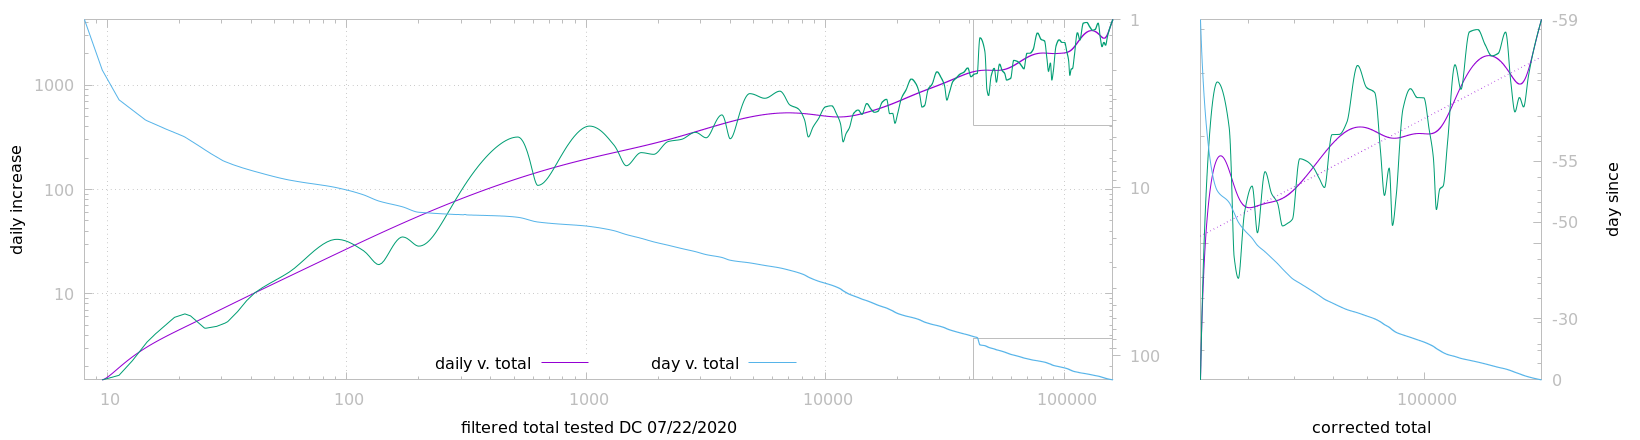 1
-59
1000
daily increase
-55
day since
100
10
-50
10
-30
daily v. total
day v. total
100
0
10
100
1000
10000
100000
100000
filtered total tested DC 07/22/2020
corrected total